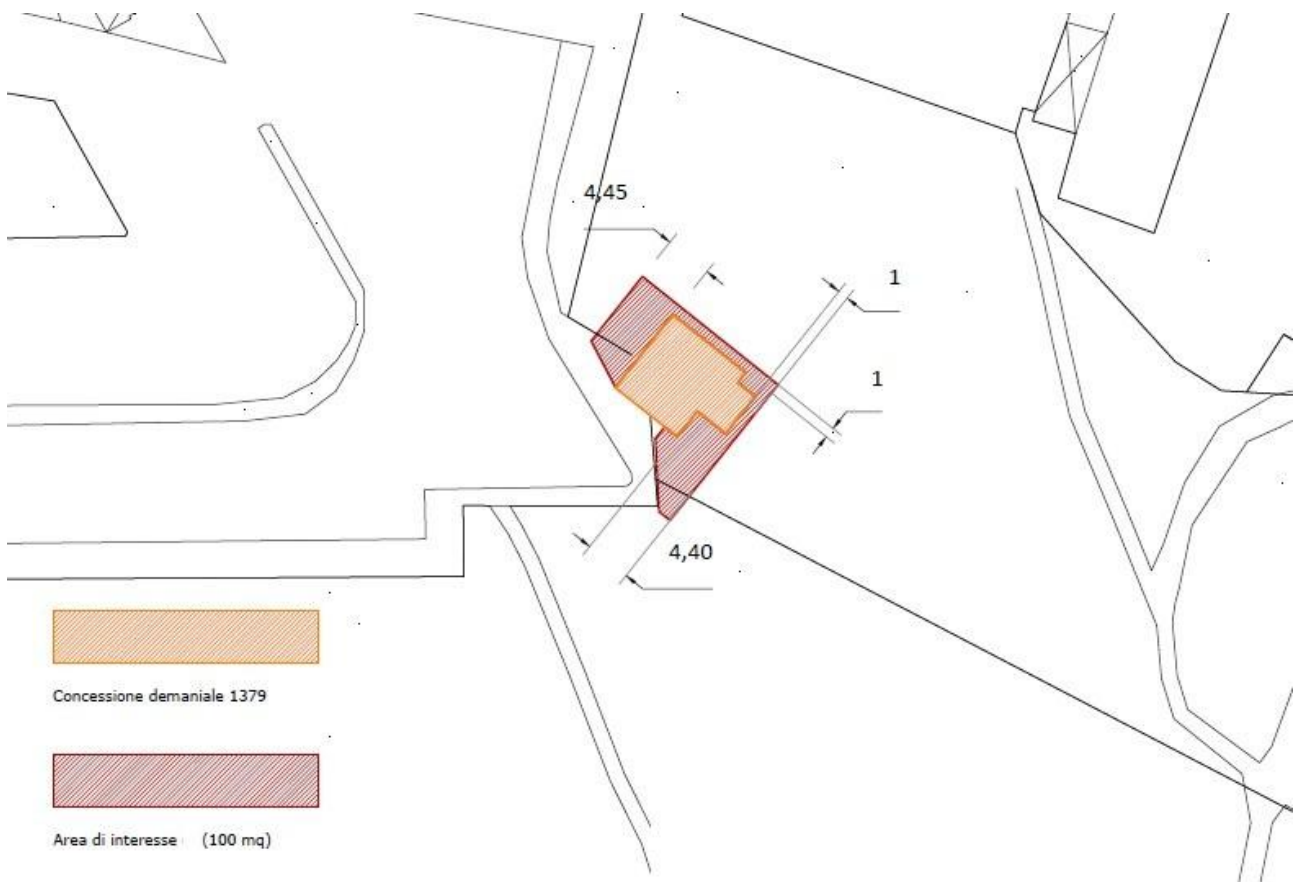 4,45
1
1
4,40
Concessione demaniale 1379
Area di interesse (100 mq)